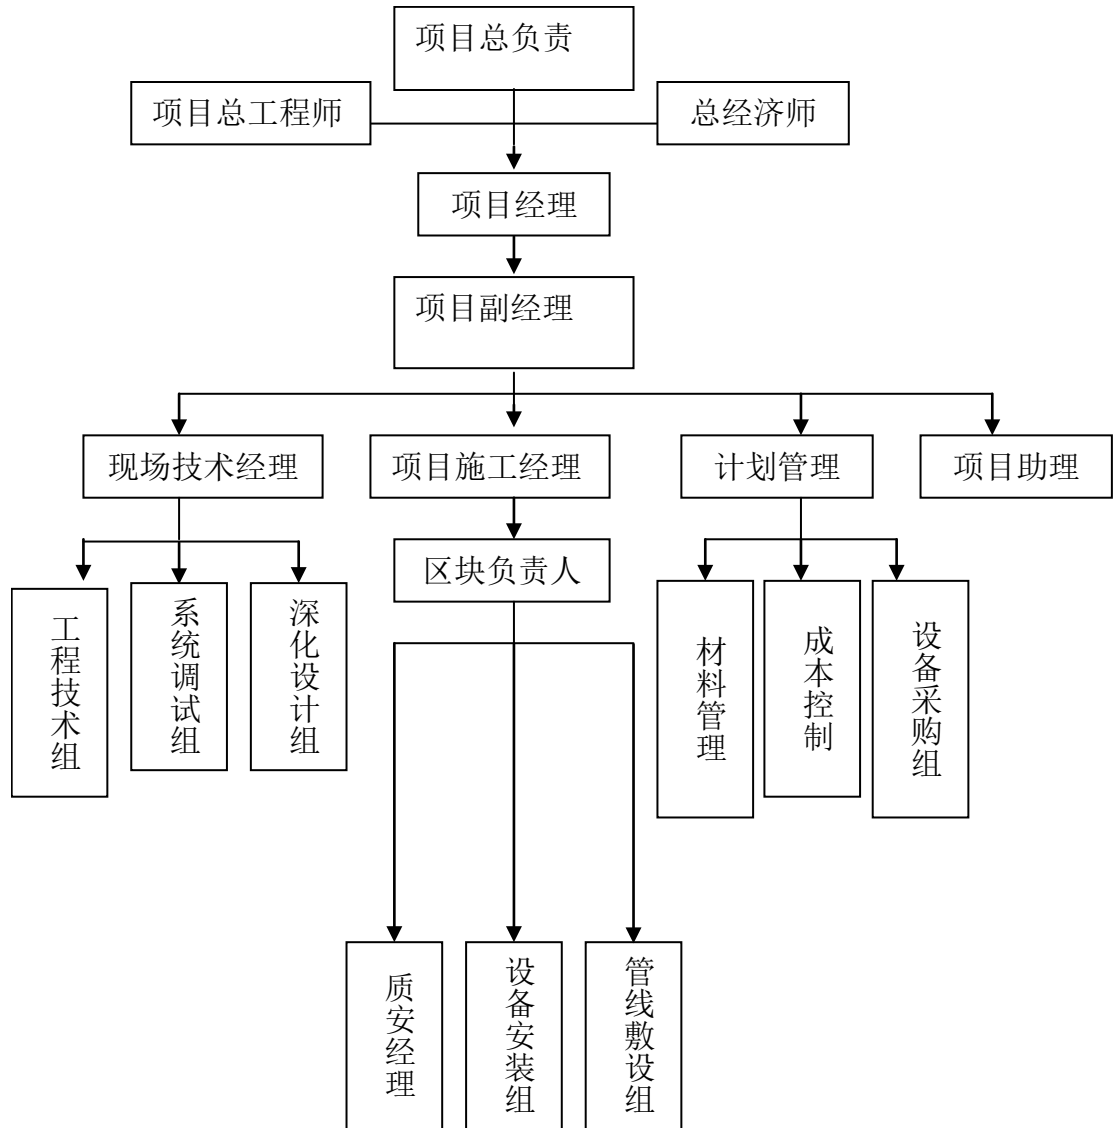 项目总负责
项目总工程师
总经济师
项目经理
项目副经理
现场技术经理
项目施工经理
计划管理
项目助理
区块负责人
工程技术组
系统调试组
深化设计组
材料管理
成本控制
设备采购组
质安经理
设备安装组
管线敷设组